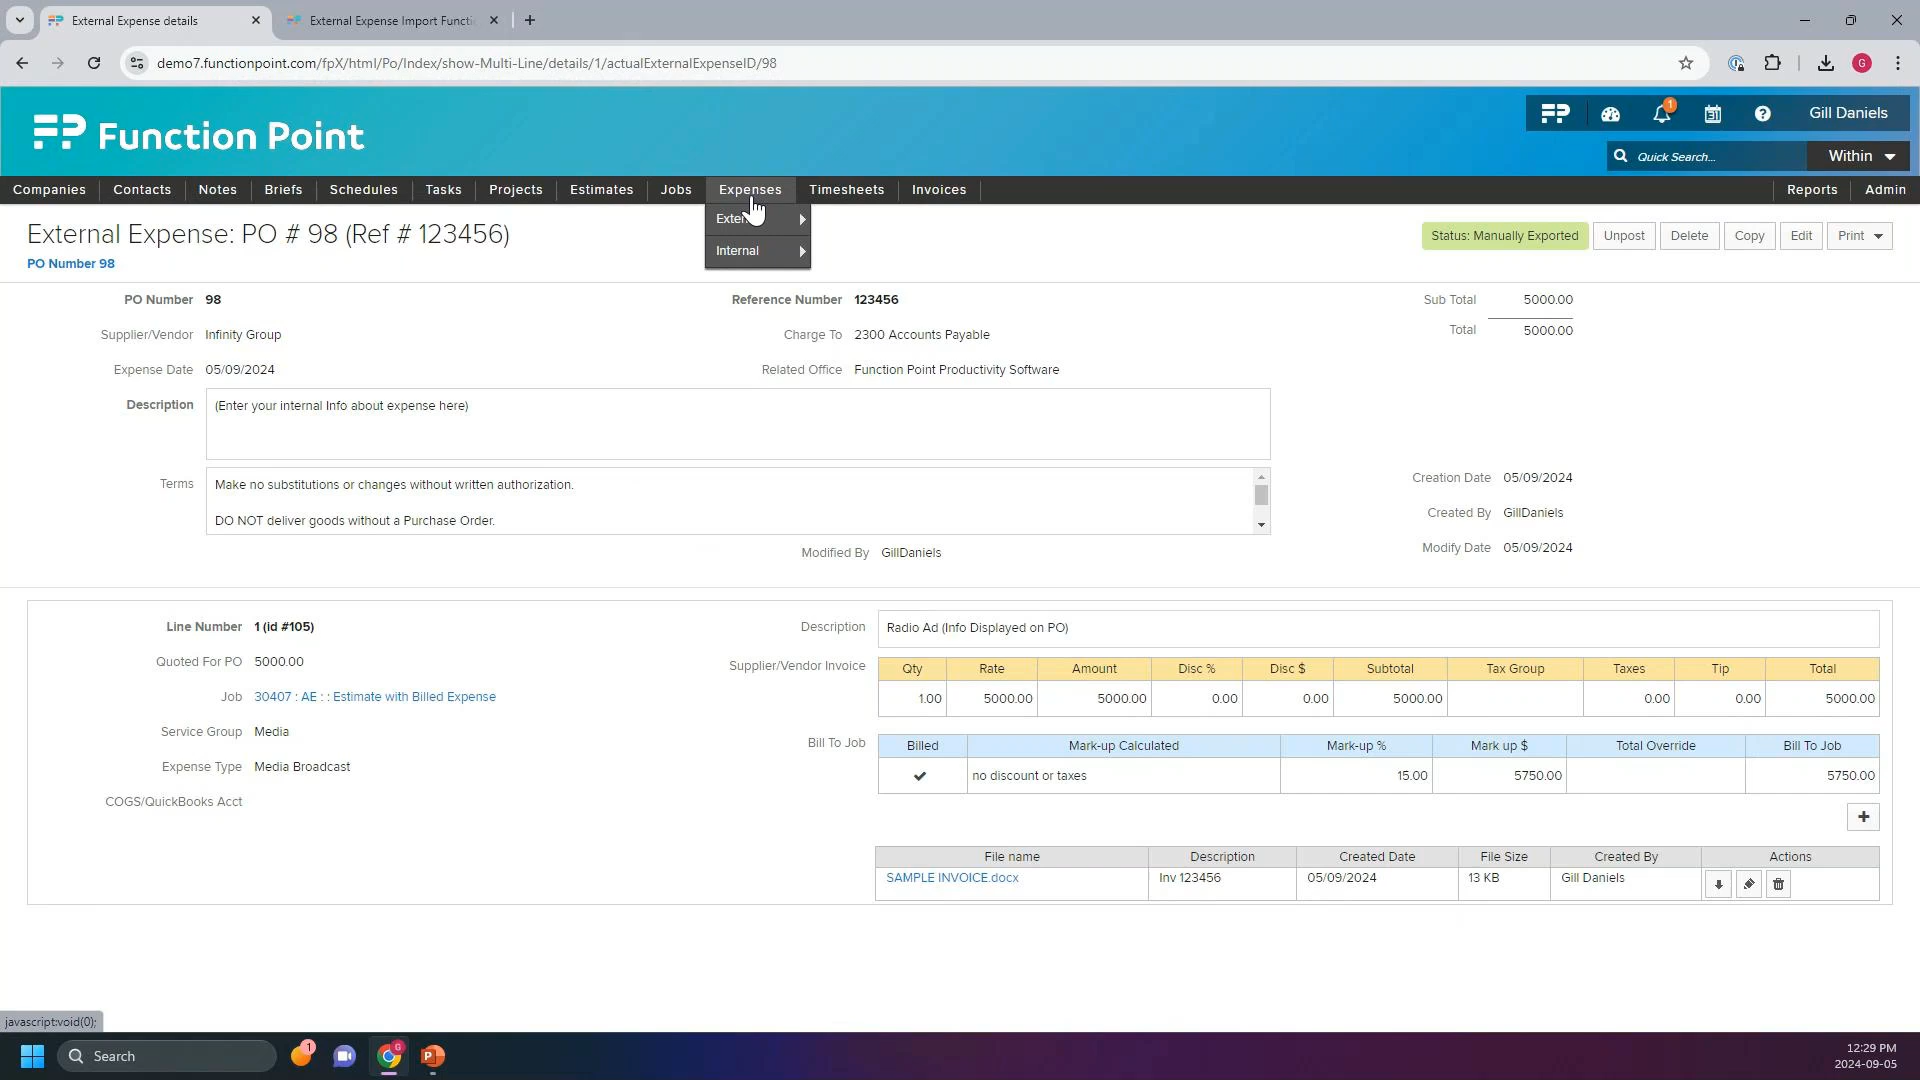 External Expense details
External Expense Import Functi
demo7.functionpoint.com/fpX/html/Po/Index/show-Multi-Line/details/1/actualExternalExpenseID/98
G
FP Function Point
FP
1
31
?
Gill Daniels
Quick Search...
Within
Companies
Contacts
Notes
Briefs
Schedules
Tasks
Projects
Estimates
Jobs
Expenses
Timesheets
Invoices
Reports
Admin
Internal
External Expense: PO # 98 (Ref # 123456)
PO Number 98
Status: Manually Exported
Unpost
Delete
Copy
Edit
Print
PO Number 98
Reference Number 123456
Sub Total 5000.00
Supplier/Vendor Infinity Group
Charge To 2300 Accounts Payable
Total 5000.00
Expense Date 05/09/2024
Related Office Function Point Productivity Software
Description (Enter your internal Info about expense here)
Terms Make no substitutions or changes without written authorization.
DO NOT deliver goods without a Purchase Order.
Creation Date 05/09/2024
Created By GillDaniels
Modified By GillDaniels
Modify Date 05/09/2024
Line Number 1 (id #105)
Quoted For PO 5000.00
Job 30407 : AE : : Estimate with Billed Expense
Service Group Media
Expense Type Media Broadcast
COGS/QuickBooks Acct
Description Radio Ad (Info Displayed on PO)
Supplier/Vendor Invoice
Qty Rate Amount Disc % Disc $ Subtotal Tax Group Taxes Tip Total
1.00 5000.00 5000.00 0.00 0.00 5000.00 0.00 0.00 5000.00
Bill To Job
Billed Mark-up Calculated Mark-up % Mark up $ Total Override Bill To Job
✔ no discount or taxes 15.00 5750.00 5750.00
+
File name Description Created Date File Size Created By Actions
SAMPLE INVOICE.docx Inv 123456 05/09/2024 13 KB Gill Daniels
javascript:void(0);
Search
1
G
P
12:29 PM
2024-09-05